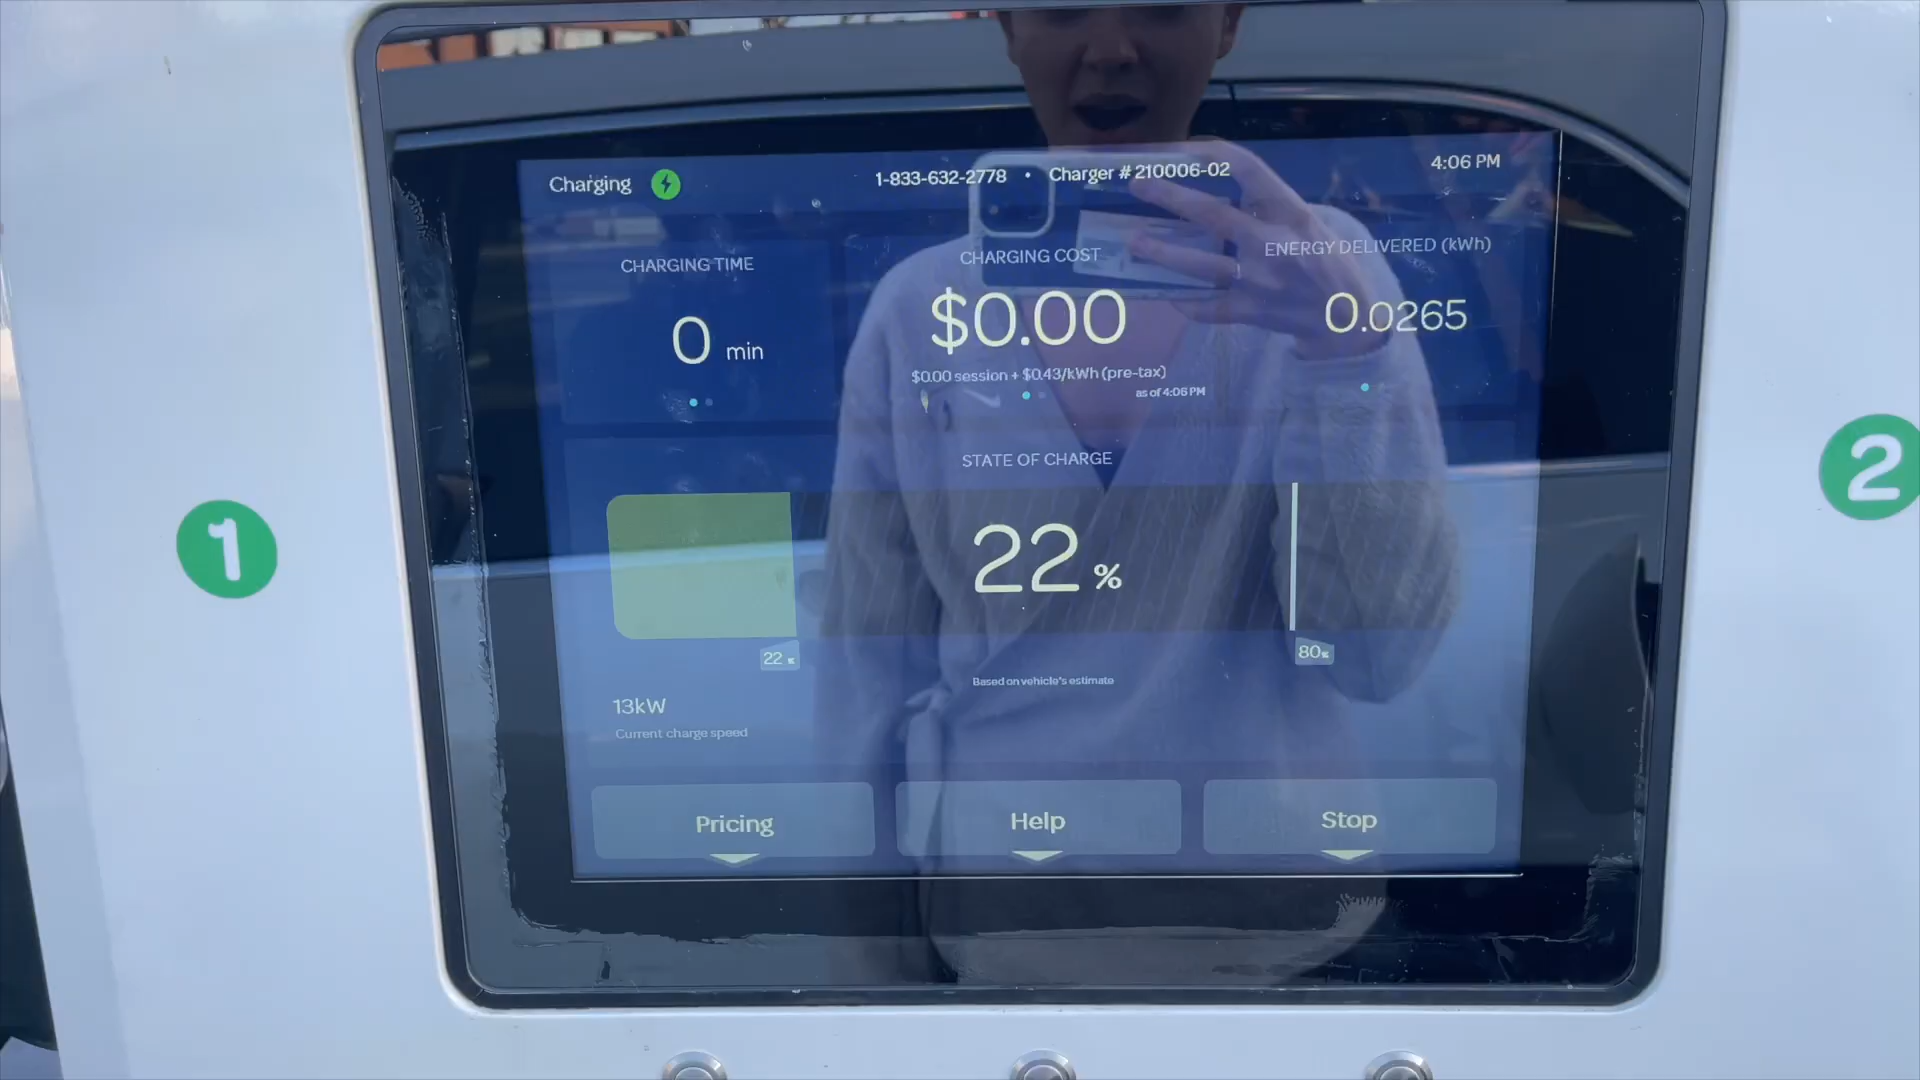 Charging
1-833-632-2778 • Charger # 210006-02
4:06 PM
CHARGING TIME
0 min
CHARGING COST
$0.00
$0.00 session + $0.43/kWh (pre-tax)
as of 4:06 PM
ENERGY DELIVERED (kWh)
0.0265
STATE OF CHARGE
22 %
22 %
80%
Based on vehicle's estimate
13kW
Current charge speed
Pricing
Help
Stop
1
2